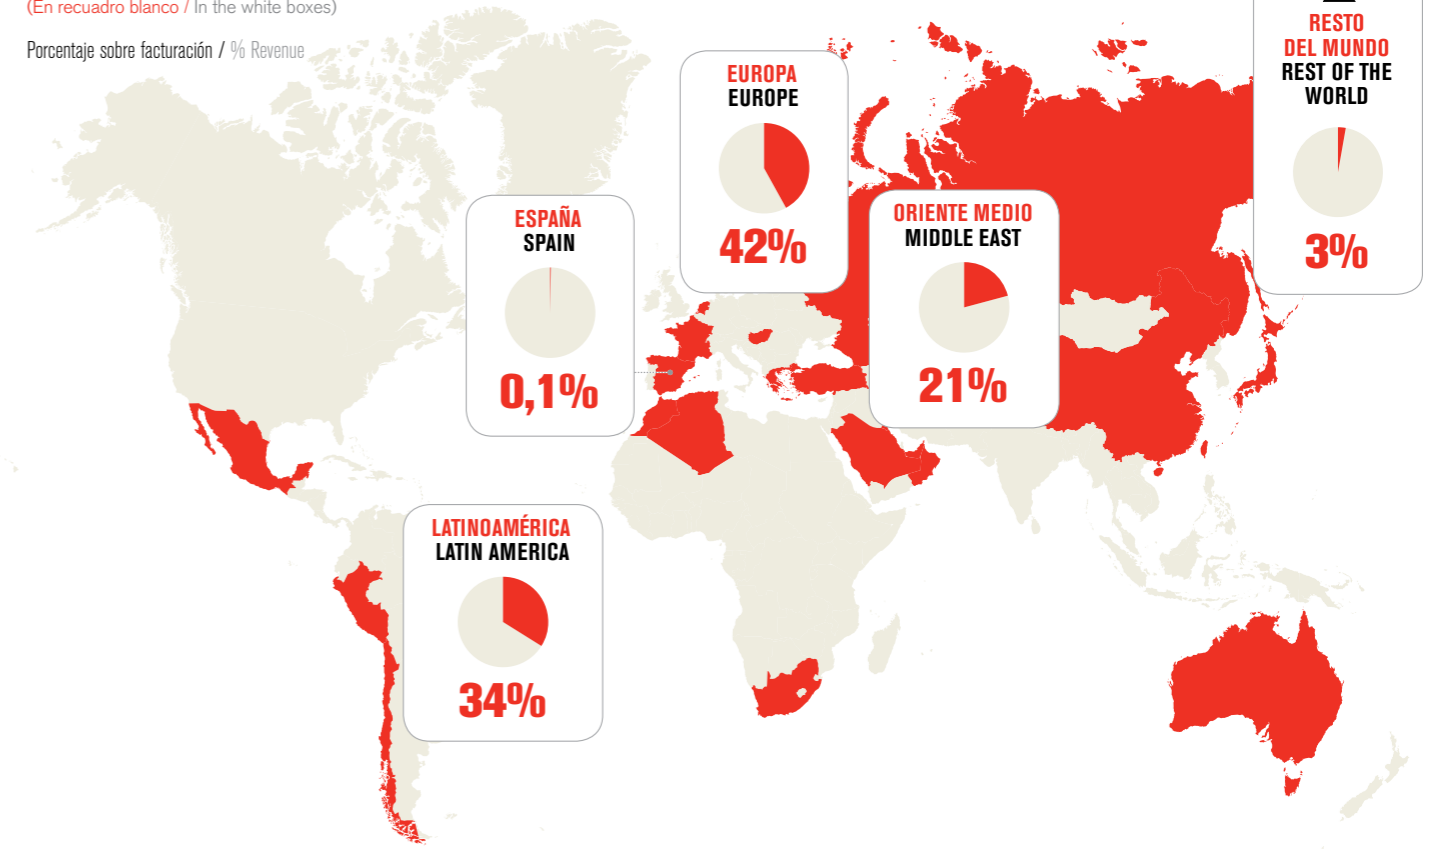 (En recuadro blanco / In the white boxes)
Porcentaje sobre facturación / % Revenue
RESTO
DEL MUNDO
REST OF THE
WORLD
3%
EUROPA
EUROPE
42%
ESPAÑA
SPAIN
0,1%
ORIENTE MEDIO
MIDDLE EAST
21%
LATINOAMÉRICA
LATIN AMERICA
34%